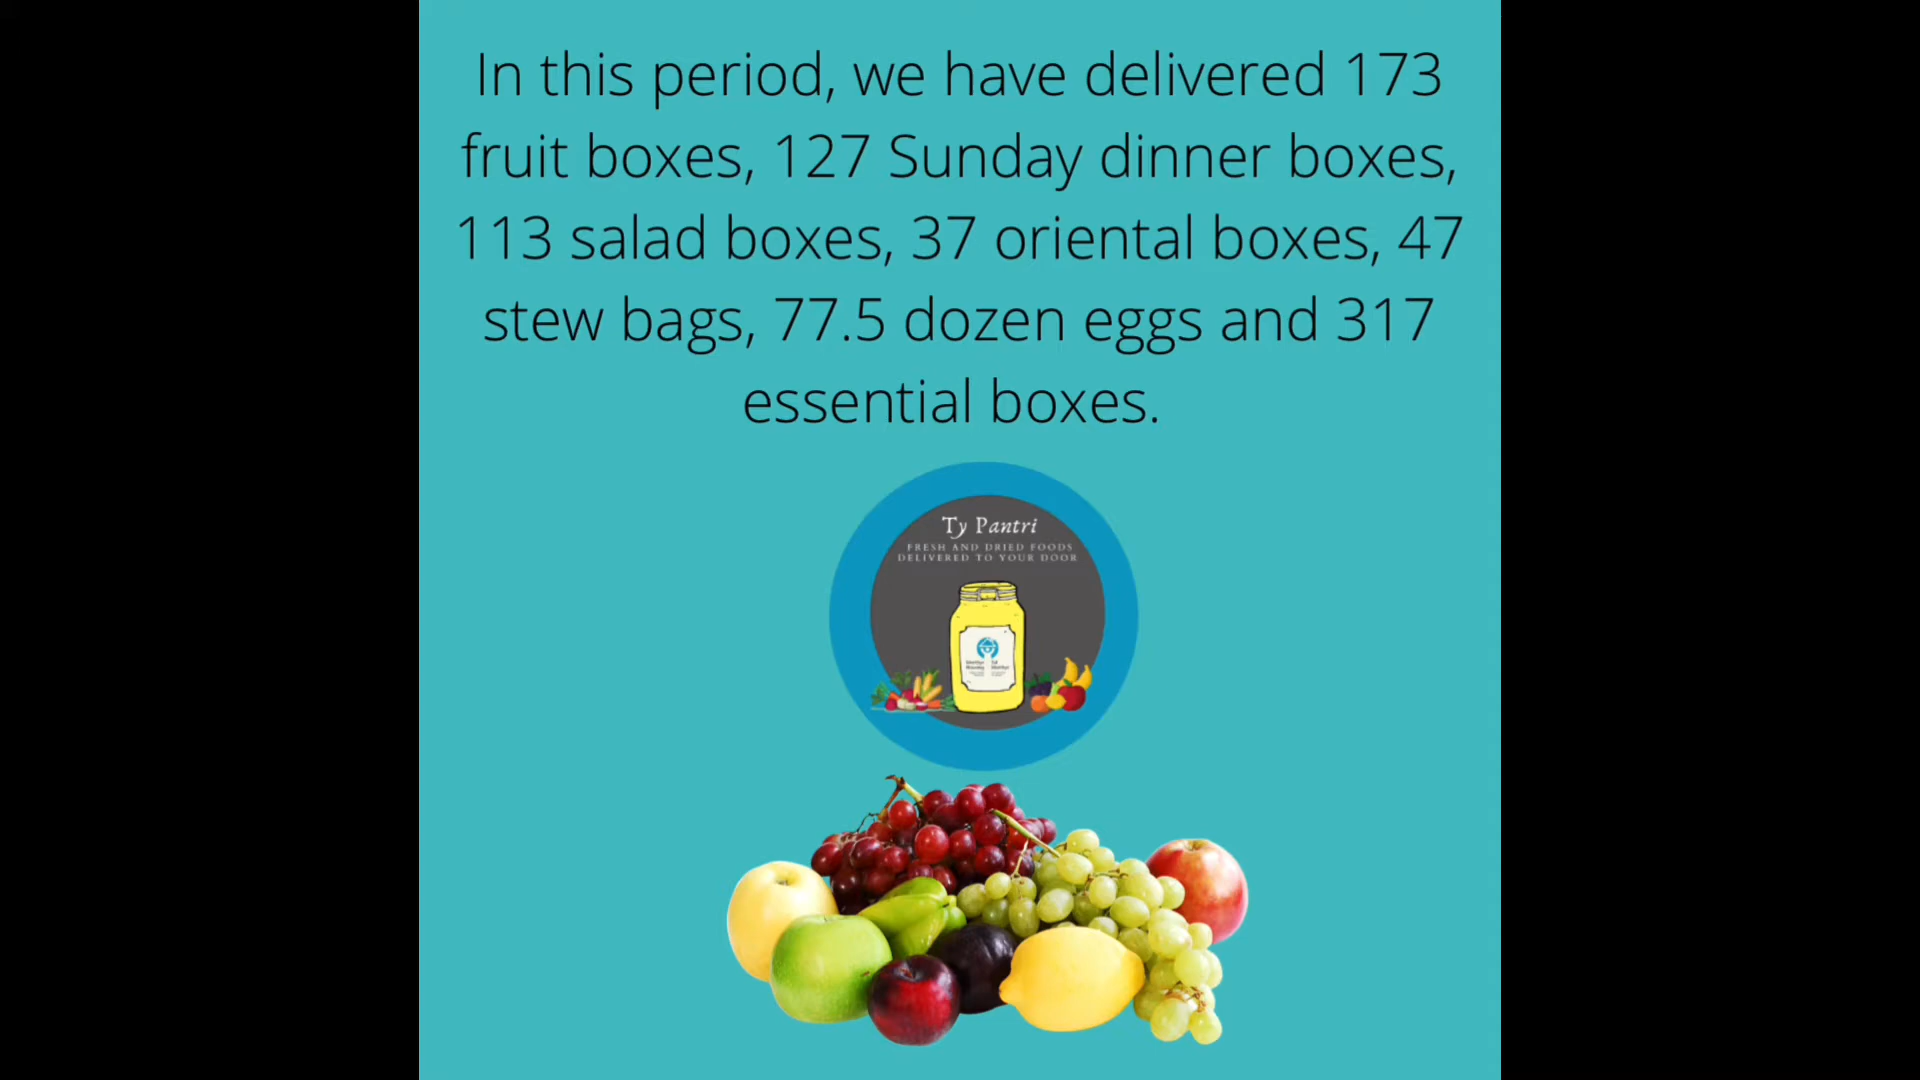 In this period, we have delivered 173
fruit boxes, 127 Sunday dinner boxes,
113 salad boxes, 37 oriental boxes, 47
stew bags, 77.5 dozen eggs and 317
essential boxes.
Ty Pantri
FRESH AND DRIED FOODS
DELIVERED TO YOUR DOOR